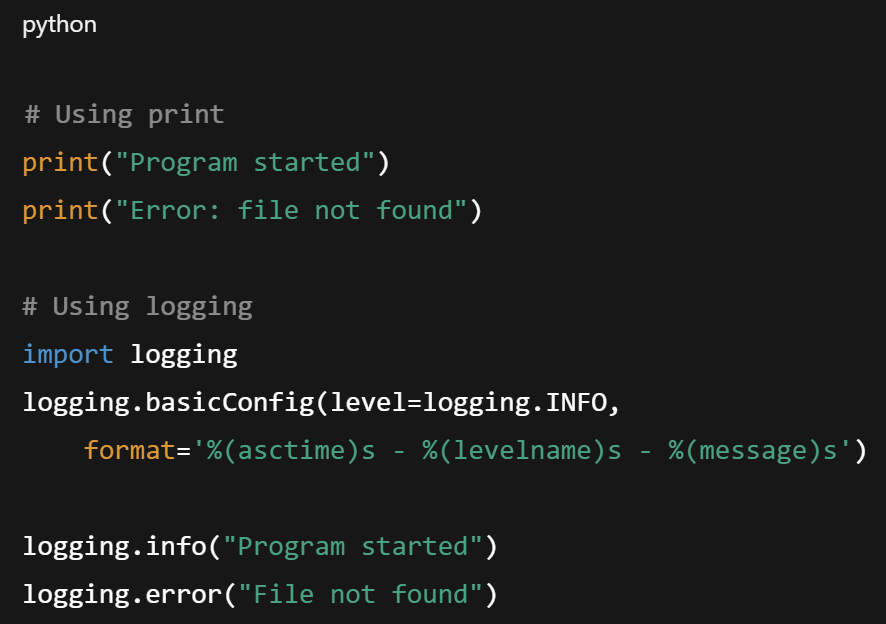 python
# Using print
print("Program started")
print("Error: file not found")
# Using logging
import logging
logging.basicConfig(level=logging.INFO,
    format='%(asctime)s - %(levelname)s - %(message)s')
logging.info("Program started")
logging.error("File not found")